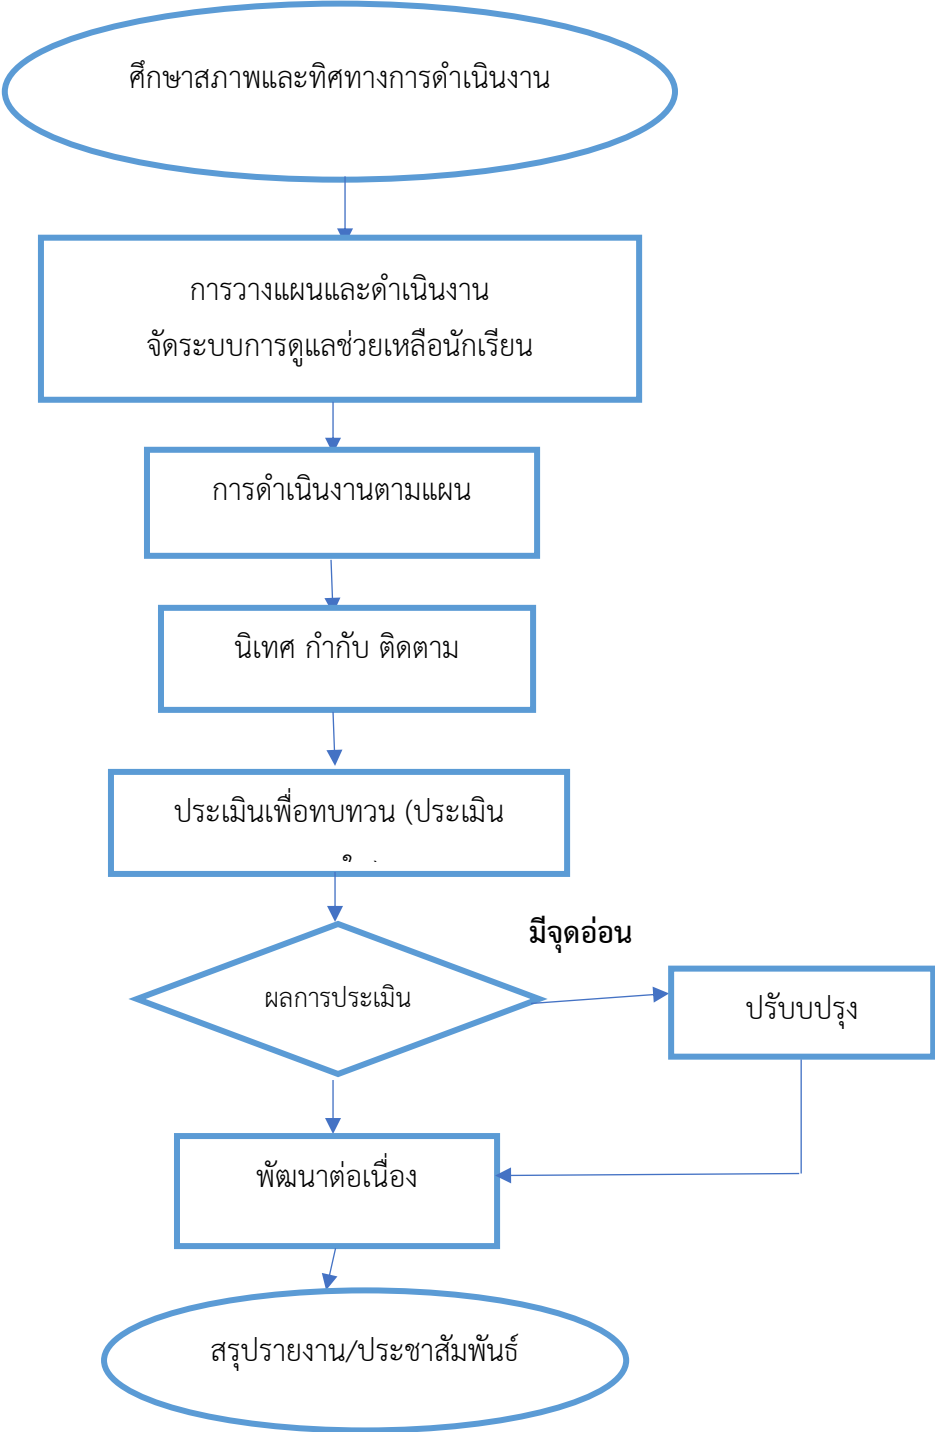 ศึกษาสภาพและทิศทางการดำเนินงาน
การวางแผนและดำเนินงาน
จัดระบบการดูแลช่วยเหลือนักเรียน
การดำเนินงานตามแผน
นิเทศ กำกับ ติดตาม
ประเมินเพื่อทบทวน (ประเมิน
มีจุดอ่อน
ผลการประเมิน
ปรับบปรุง
พัฒนาต่อเนื่อง
สรุปรายงาน/ประชาสัมพันธ์